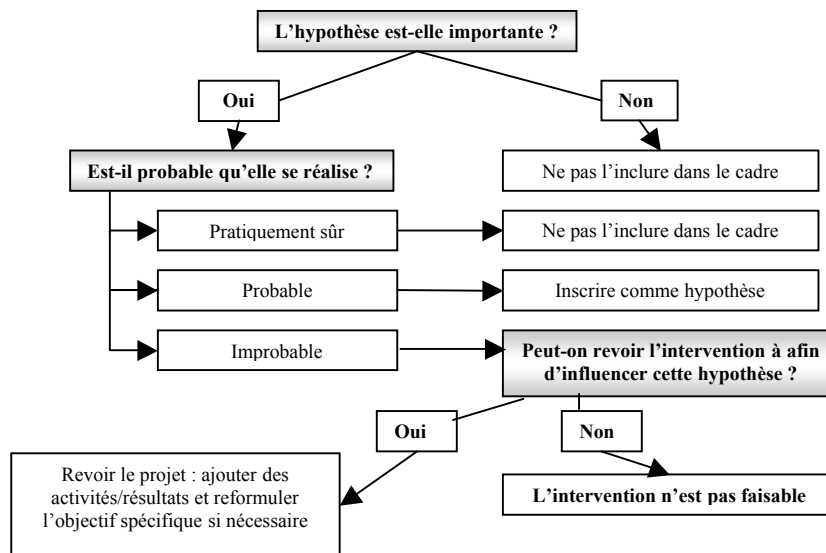 L'hypothèse est-elle importante ?
Oui
Non
Est-il probable qu'elle se réalise ?
Ne pas l'inclure dans le cadre
Pratiquement sûr
Ne pas l'inclure dans le cadre
Probable
Inscrire comme hypothèse
Improbable
Peut-on revoir l'intervention à afin
d'influencer cette hypothèse ?
Oui
Non
Revoir le projet : ajouter des
activités/résultats et reformuler
l'objectif spécifique si nécessaire
L'intervention n'est pas faisable